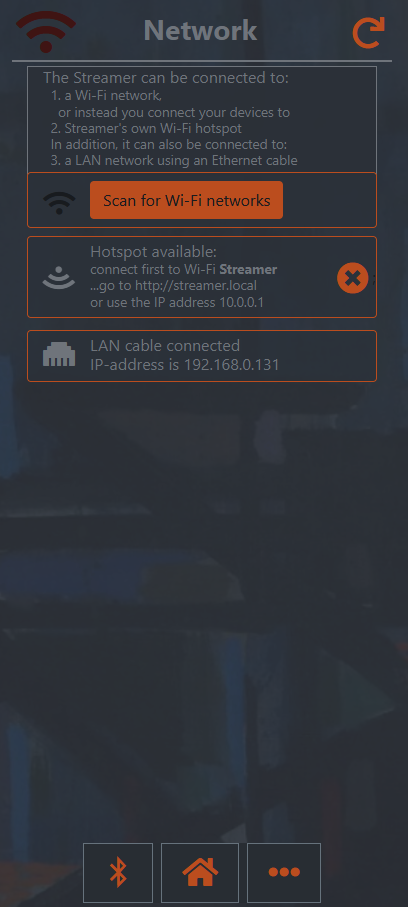 Network
The Streamer can be connected to:
1. a Wi-Fi network,
or instead you connect your devices to
2. Streamer's own Wi-Fi hotspot
In addition, it can also be connected to:
3. a LAN network using an Ethernet cable
Scan for Wi-Fi networks
Hotspot available:
connect first to Wi-Fi Streamer
...go to http://streamer.local
or use the IP address 10.0.0.1
LAN cable connected
IP-address is 192.168.0.131